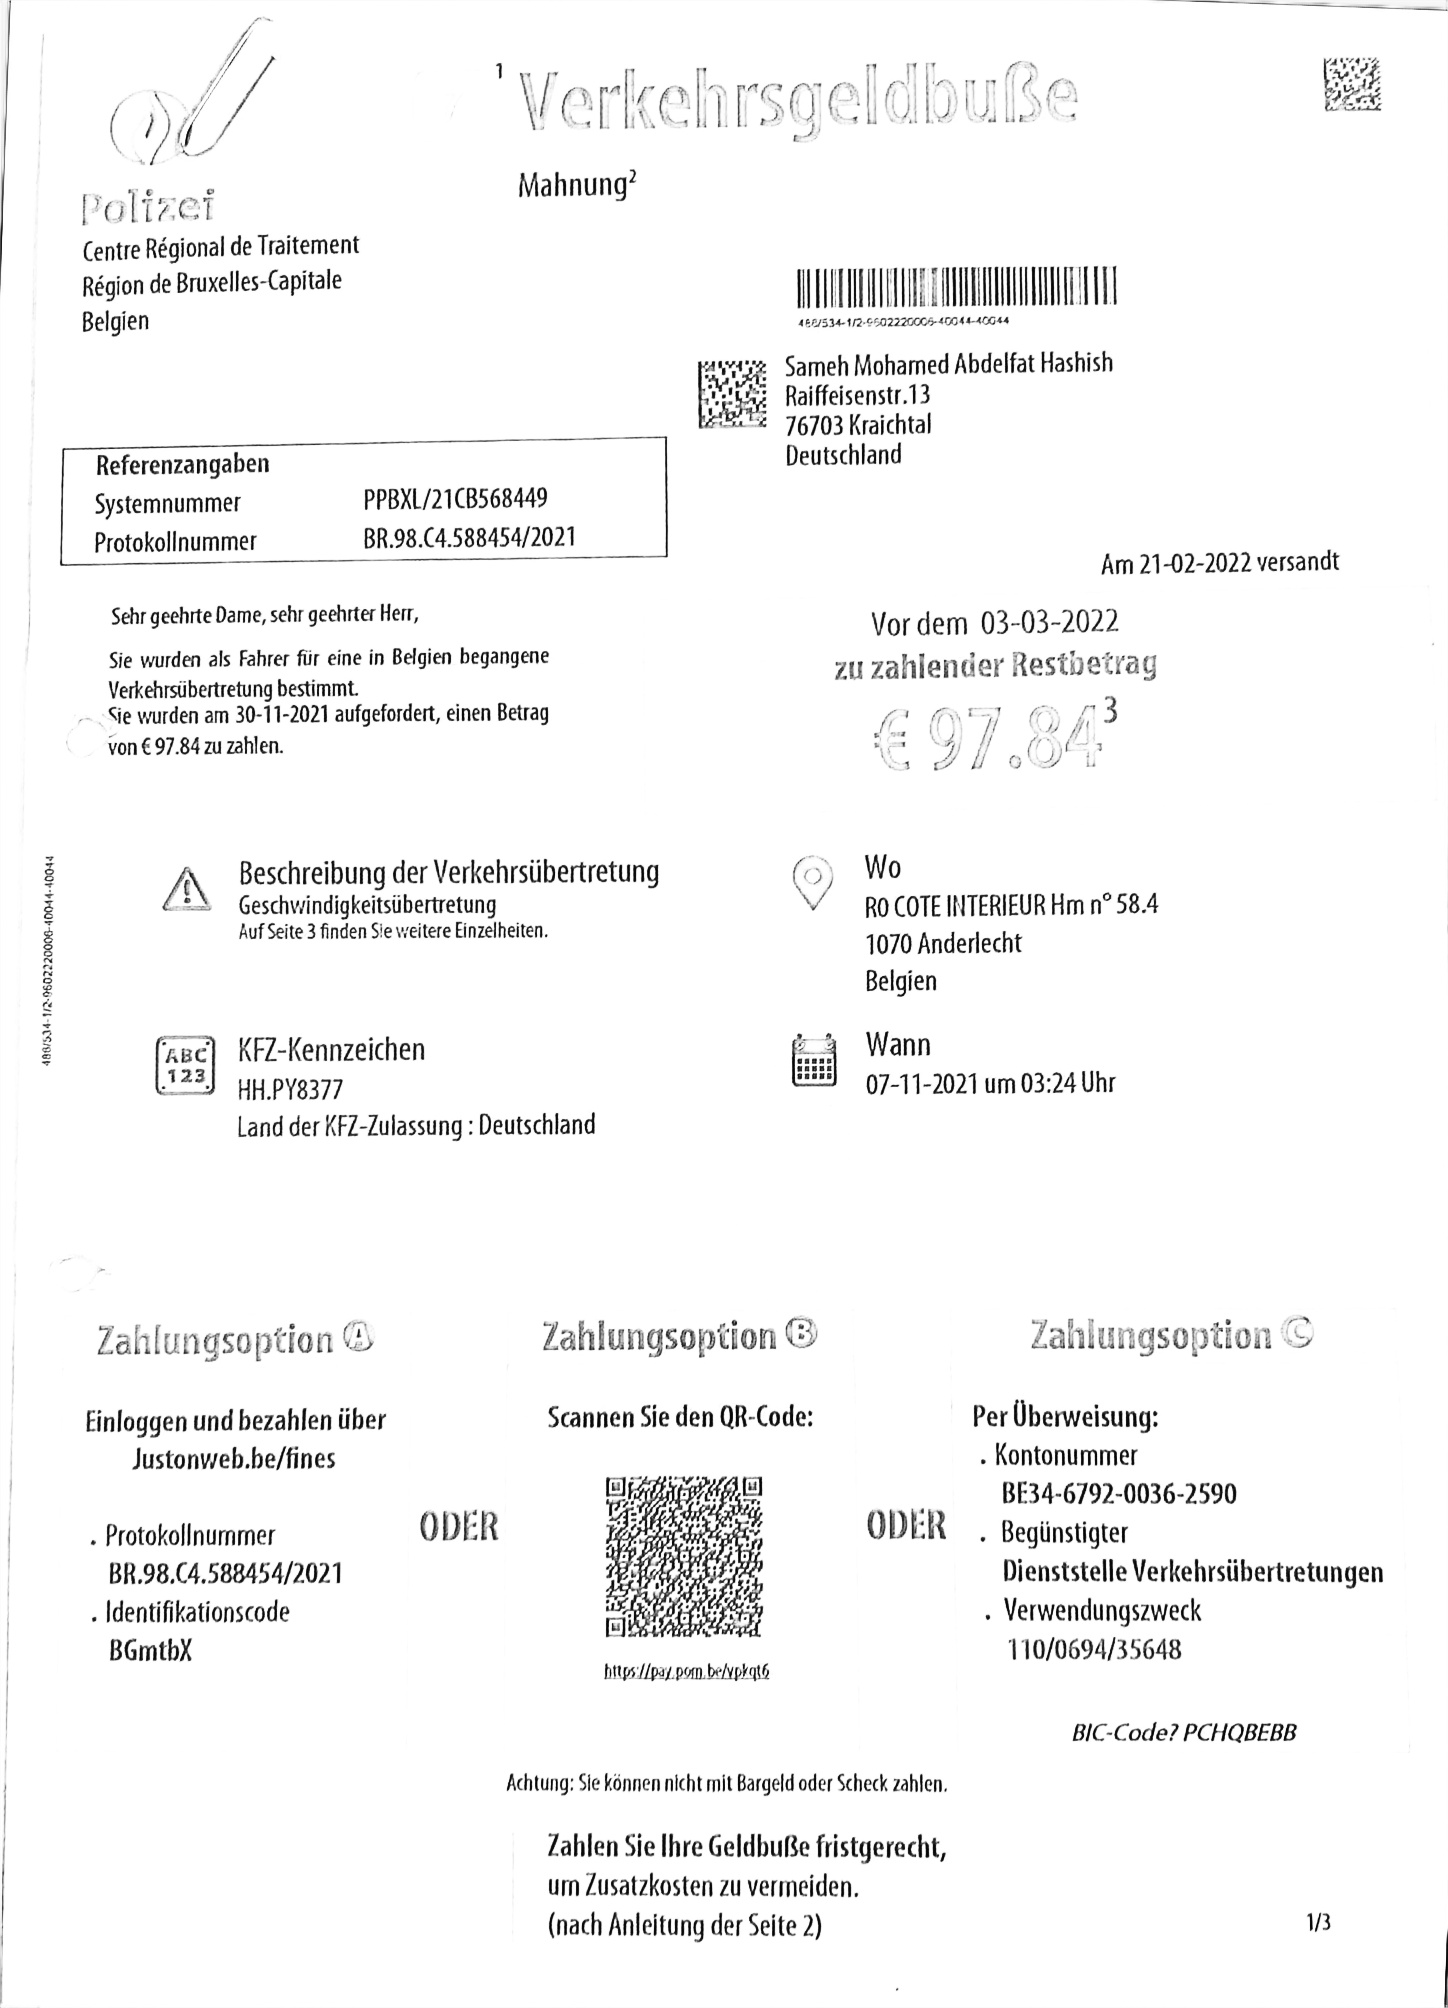 1 Verkehrsgeldbuße
Mahnung2
Polizei
Centre Régional de Traitement
Région de Bruxelles-Capitale
Belgien
488/534-1/2-9602220006-40044-40044
Sameh Mohamed Abdelfat Hashish
Raiffeisenstr.13
76703 Kraichtal
Deutschland
Referenzangaben
Systemnummer PPBXL/21CB568449
Protokollnummer BR.98.C4.588454/2021
Am 21-02-2022 versandt
Sehr geehrte Dame, sehr geehrter Herr,
Sie wurden als Fahrer für eine in Belgien begangene
Verkehrsübertretung bestimmt.
Sie wurden am 30-11-2021 aufgefordert, einen Betrag
von € 97.84 zu zahlen.
Vor dem 03-03-2022
zu zahlender Restbetrag
€ 97.84 3
488/534-1/2-9602220006-40044-40044
Beschreibung der Verkehrsübertretung
Geschwindigkeitsübertretung
Auf Seite 3 finden Sie weitere Einzelheiten.
Wo
R0 COTE INTERIEUR Hm n° 58.4
1070 Anderlecht
Belgien
ABC
123
KFZ-Kennzeichen
HH.PY8377
Land der KFZ-Zulassung : Deutschland
Wann
07-11-2021 um 03:24 Uhr
Zahlungsoption A
Einloggen und bezahlen über
Justonweb.be/fines
. Protokollnummer
BR.98.C4.588454/2021
. Identifikationscode
BGmtbX
ODER
Zahlungsoption B
Scannen Sie den QR-Code:
https://pay.pom.be/vpkqt6
ODER
Zahlungsoption C
Per Überweisung:
. Kontonummer
BE34-6792-0036-2590
. Begünstigter
Dienststelle Verkehrsübertretungen
. Verwendungszweck
110/0694/35648
BIC-Code? PCHQBEBB
Achtung: Sie können nicht mit Bargeld oder Scheck zahlen.
Zahlen Sie Ihre Geldbuße fristgerecht,
um Zusatzkosten zu vermeiden.
(nach Anleitung der Seite 2)
1/3